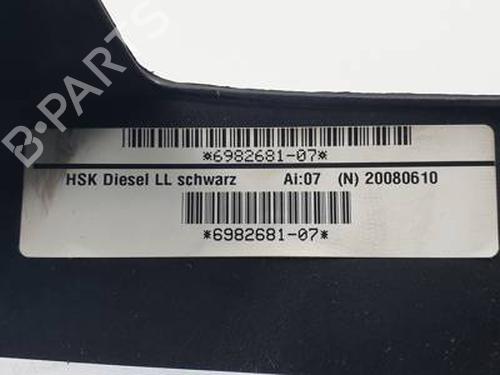 B-PARTS
*6982681-07*
HSK Diesel LL schwarz Ai:07 (N) 20080610
*6982681-07*